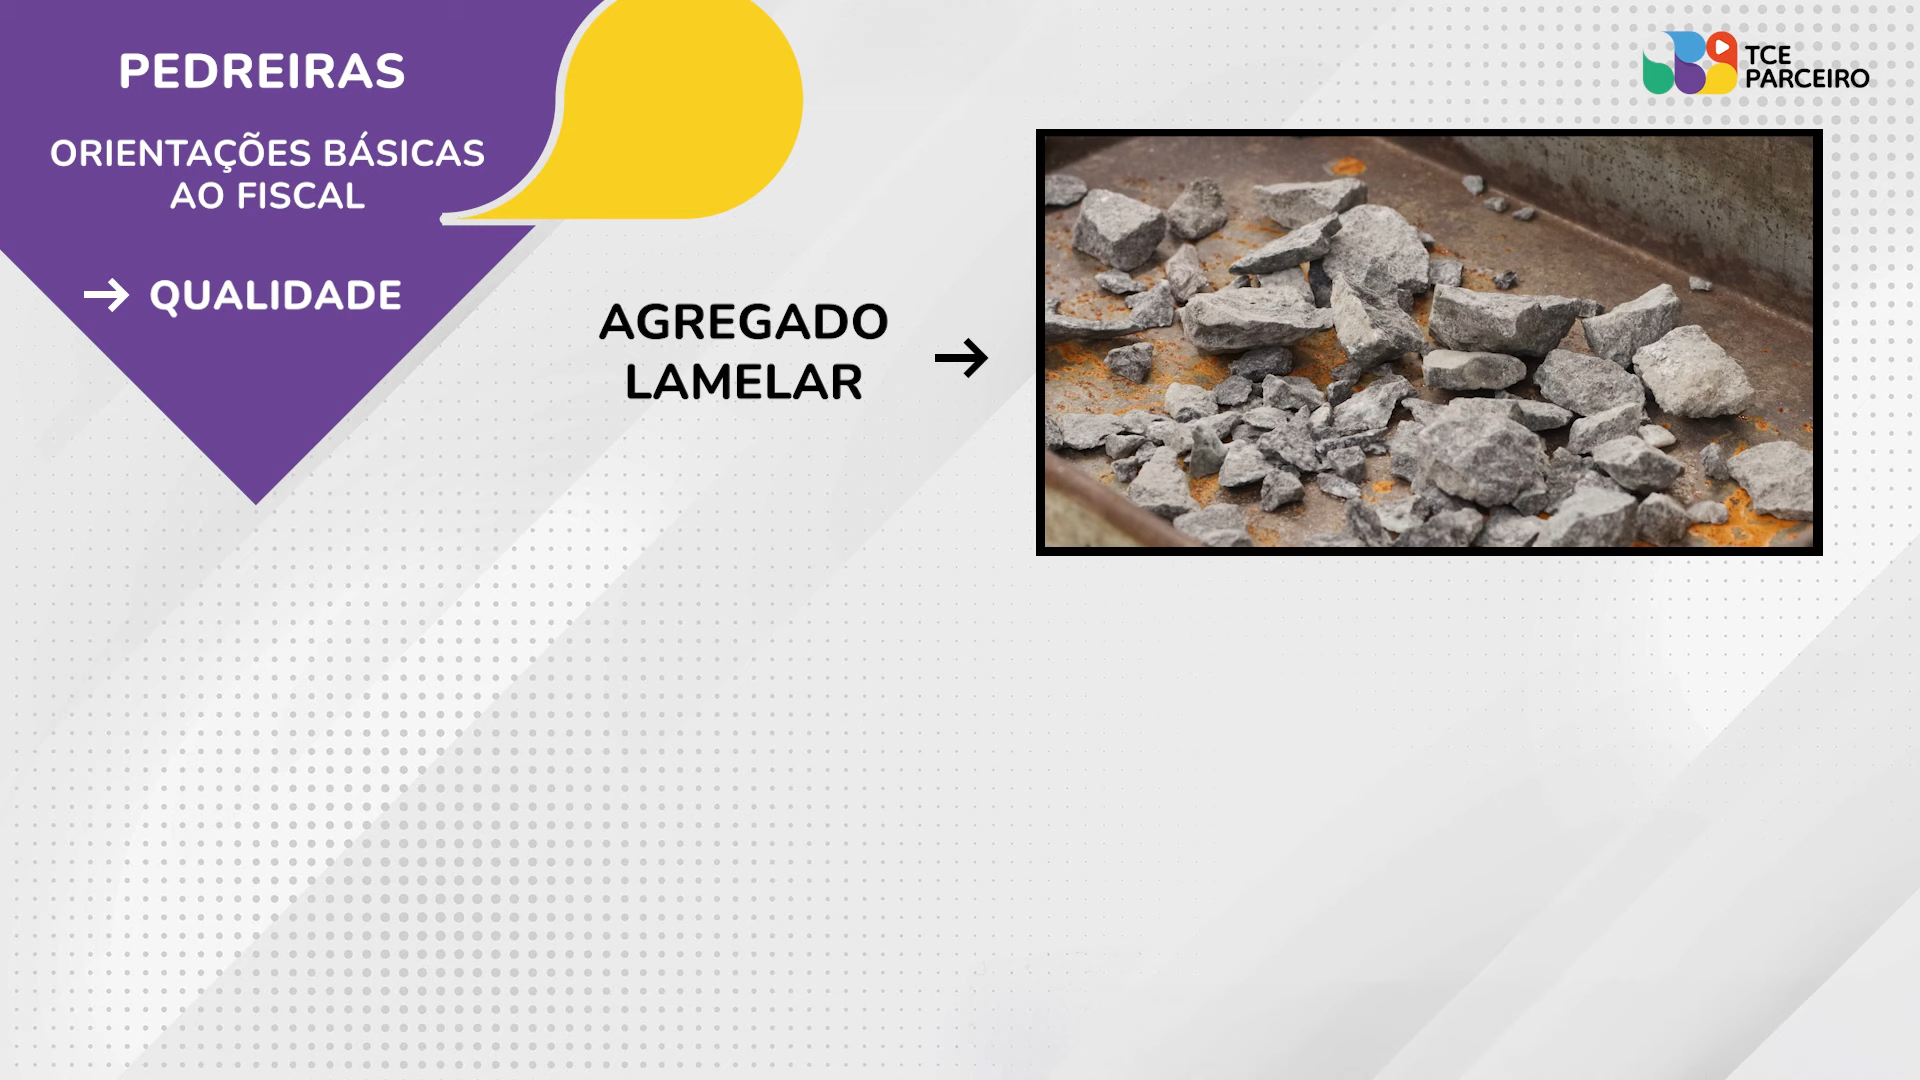 PEDREIRAS
ORIENTAÇÕES BÁSICAS
AO FISCAL
→ QUALIDADE
AGREGADO
LAMELAR →
TCE
PARCEIRO